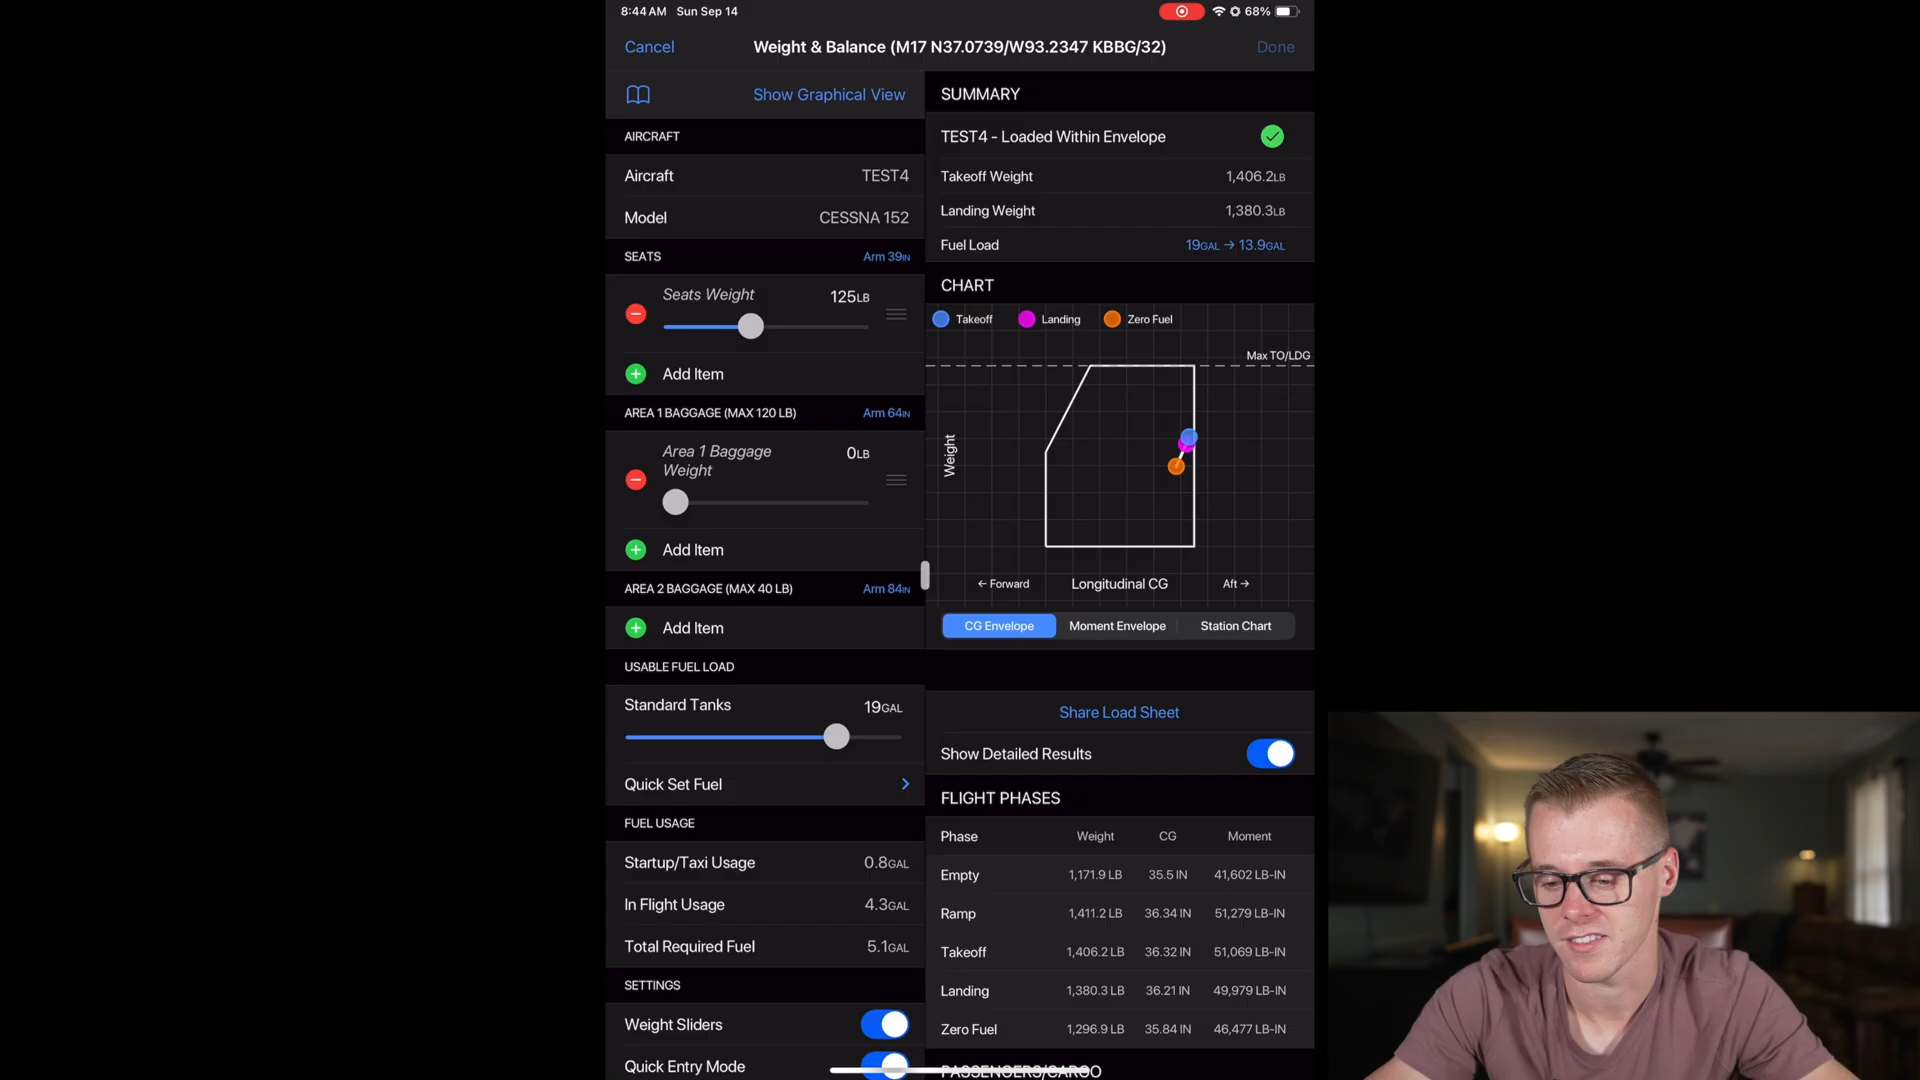 8:44 AM Sun Sep 14
68%
Cancel
Weight & Balance (M17 N37.0739/W93.2347 KBBG/32)
Done
Show Graphical View
AIRCRAFT
Aircraft TEST4
Model CESSNA 152
SEATS Arm 39IN
Seats Weight 125LB
Add Item
AREA 1 BAGGAGE (MAX 120 LB) Arm 64IN
Area 1 Baggage
Weight
0LB
Add Item
AREA 2 BAGGAGE (MAX 40 LB) Arm 84IN
Add Item
USABLE FUEL LOAD
Standard Tanks 19GAL
Quick Set Fuel
FUEL USAGE
Startup/Taxi Usage 0.8GAL
In Flight Usage 4.3GAL
Total Required Fuel 5.1GAL
SETTINGS
Weight Sliders
Quick Entry Mode
SUMMARY
TEST4 - Loaded Within Envelope
Takeoff Weight 1,406.2LB
Landing Weight 1,380.3LB
Fuel Load 19GAL → 13.9GAL
CHART
Takeoff Landing Zero Fuel
Max TO/LDG
Weight
← Forward Longitudinal CG Aft →
CG Envelope Moment Envelope Station Chart
Share Load Sheet
Show Detailed Results
FLIGHT PHASES
Phase Weight CG Moment
Empty 1,171.9 LB 35.5 IN 41,602 LB-IN
Ramp 1,411.2 LB 36.34 IN 51,279 LB-IN
Takeoff 1,406.2 LB 36.32 IN 51,069 LB-IN
Landing 1,380.3 LB 36.21 IN 49,979 LB-IN
Zero Fuel 1,296.9 LB 35.84 IN 46,477 LB-IN
PASSENGERS/CARGO